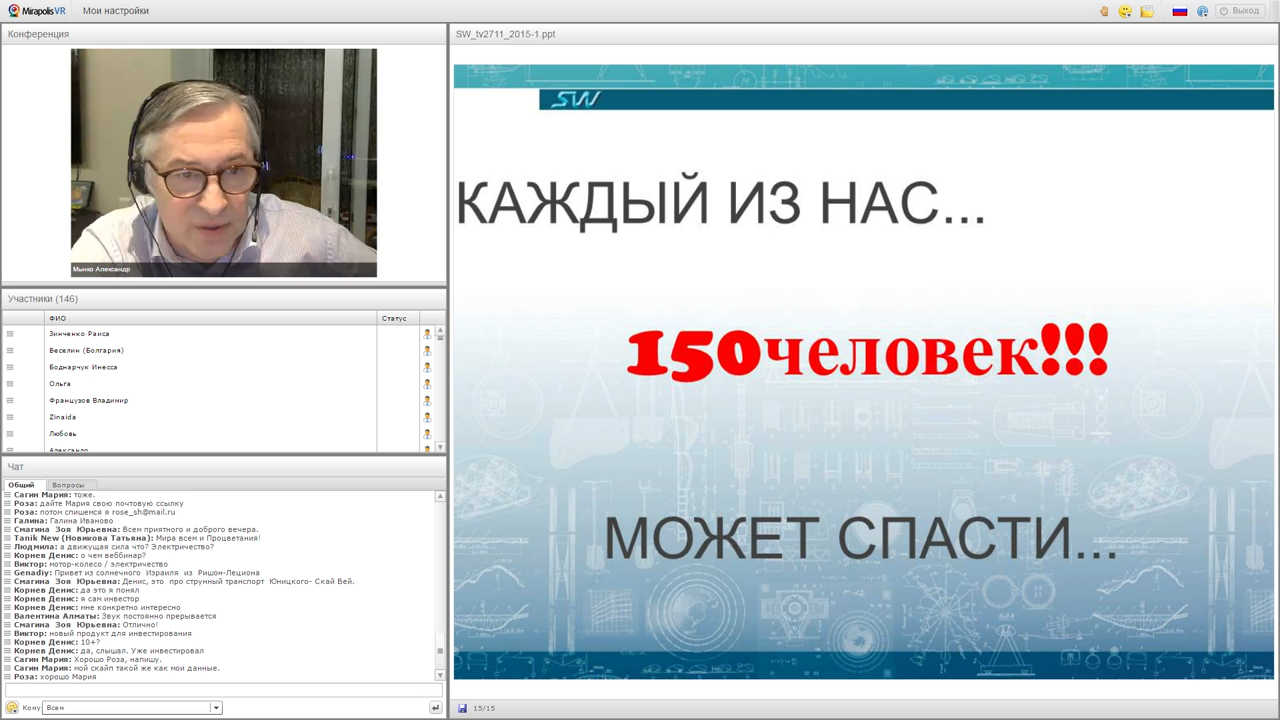 Mirapolis VR
Мои настройки
Выход
Конференция
Мынко Александр
Участники (146)
ФИО
Статус
Зинченко Раиса
Веселин (Болгария)
Боднарчук Инесса
Ольга
Французов Владимир
Zinaida
Любовь
Александр
Чат
Общий
Вопросы
Сагин Мария: тоже.
Роза: дайте Мария свою почтовую ссылку
Роза: потом спишемся я rose_sh@mail.ru
Галина: Галина Иваново
Смагина Зоя Юрьевна: Всем приятного и доброго вечера.
Tanik New (Новикова Татьяна): Мира всем и Процветания!
Людмила: а движущая сила что? Электричество?
Корнев Денис: о чем веббинар?
Виктор: мотор-колесо / электричество
Genadiy: Привет из солнечного Израиля из Ришон-Лециона
Смагина Зоя Юрьевна: Денис, это про струнный транспорт Юницкого- Скай Вей.
Корнев Денис: да это я понял
Корнев Денис: я сам инвестор
Корнев Денис: мне конкретно интересно
Валентина Алматы: Звук постоянно прерывается
Смагина Зоя Юрьевна: Отлично!
Виктор: новый продукт для инвестирования
Корнев Денис: 10+?
Корнев Денис: да, слышал. Уже инвестировал
Сагин Мария: Хорошо Роза, напишу.
Сагин Мария: мой скайп такой же как мои данные.
Роза: хорошо Мария
Кому
Всем
SW_tv2711_2015-1.ppt
SW
КАЖДЫЙ ИЗ НАС...
150человек!!!
МОЖЕТ СПАСТИ...
15/15